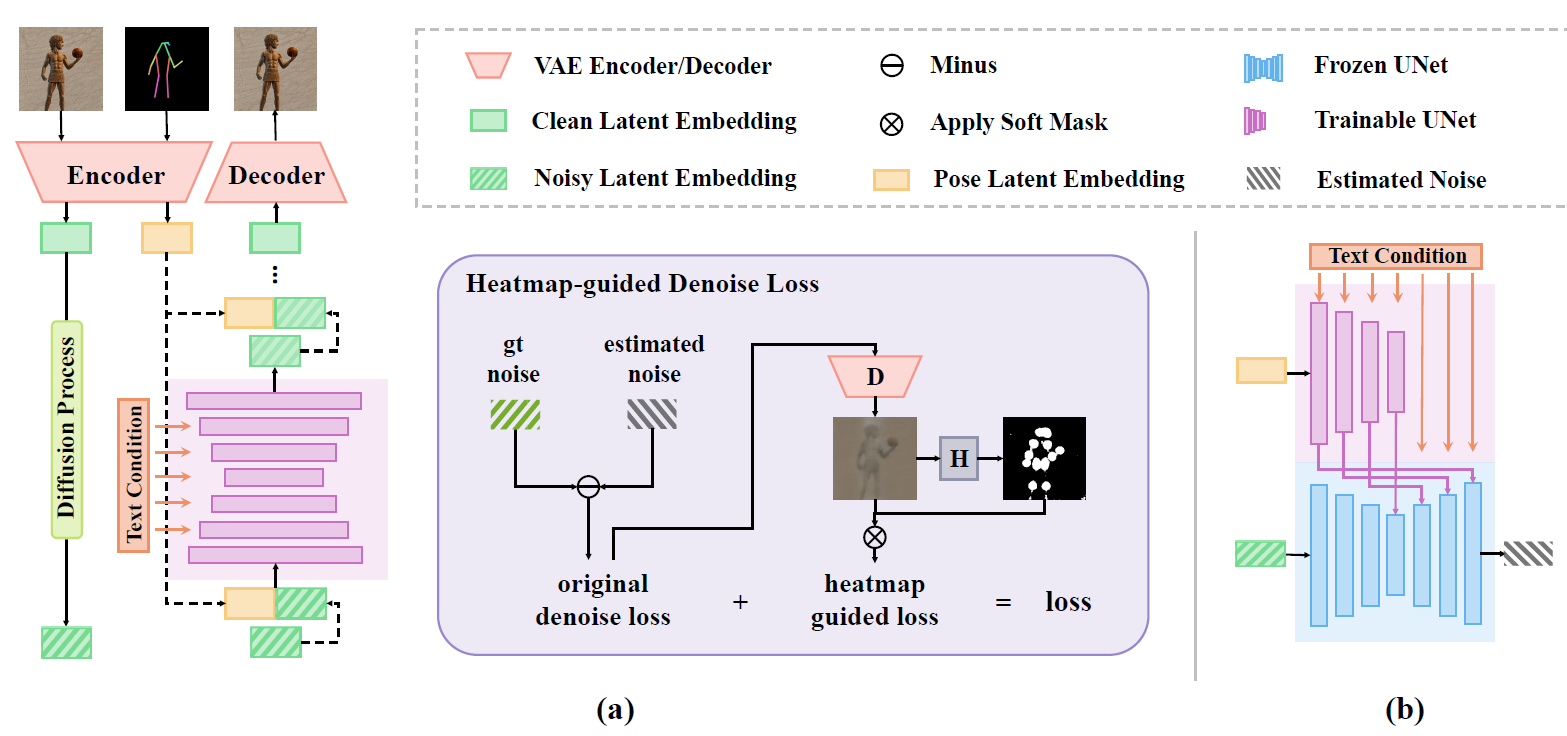 VAE Encoder/Decoder
Minus
Frozen UNet
Clean Latent Embedding
Apply Soft Mask
Trainable UNet
Noisy Latent Embedding
Pose Latent Embedding
Estimated Noise
Encoder
Decoder
...
Diffusion Process
Text Condition
Heatmap-guided Denoise Loss
gt
noise
estimated
noise
D
H
original
denoise loss
+
heatmap
guided loss
=
loss
(a)
Text Condition
(b)